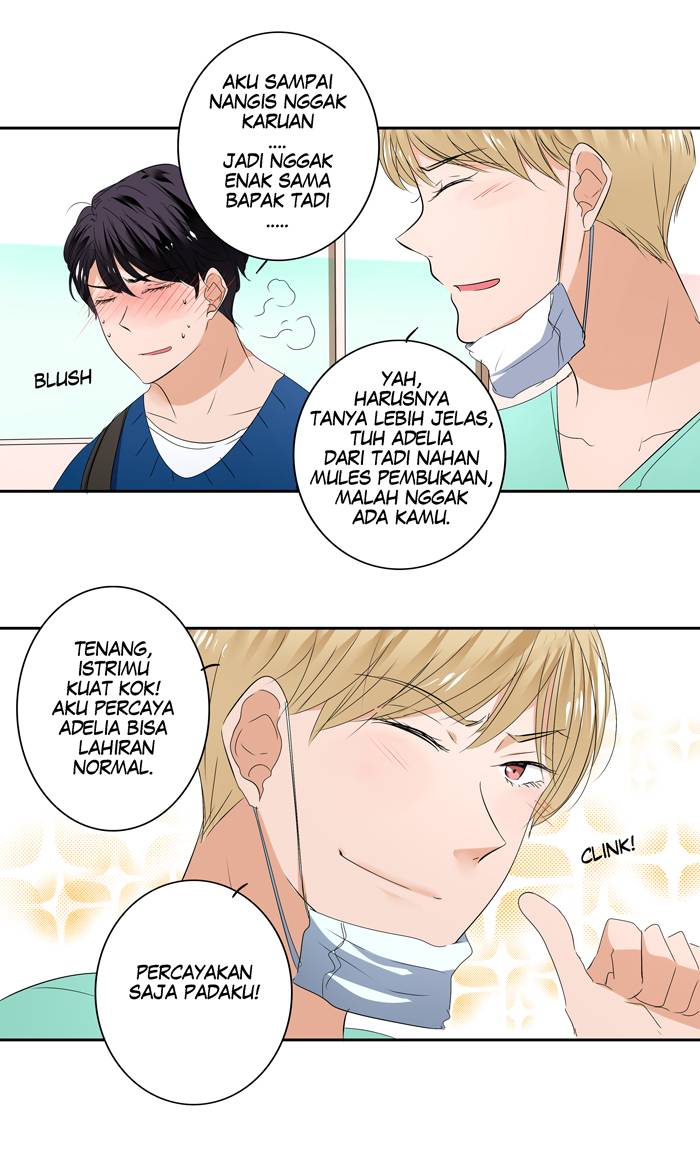 AKU SAMPAI
NANGIS NGGAK
KARUAN
....
JADI NGGAK
ENAK SAMA
BAPAK TADI
.....
BLUSH
YAH,
HARUSNYA
TANYA LEBIH JELAS,
TUH ADELIA
DARI TADI NAHAN
MULES PEMBUKAAN,
MALAH NGGAK
ADA KAMU.
TENANG,
ISTRIMU
KUAT KOK!
AKU PERCAYA
ADELIA BISA
LAHIRAN
NORMAL.
CLINK!
PERCAYAKAN
SAJA PADAKU!